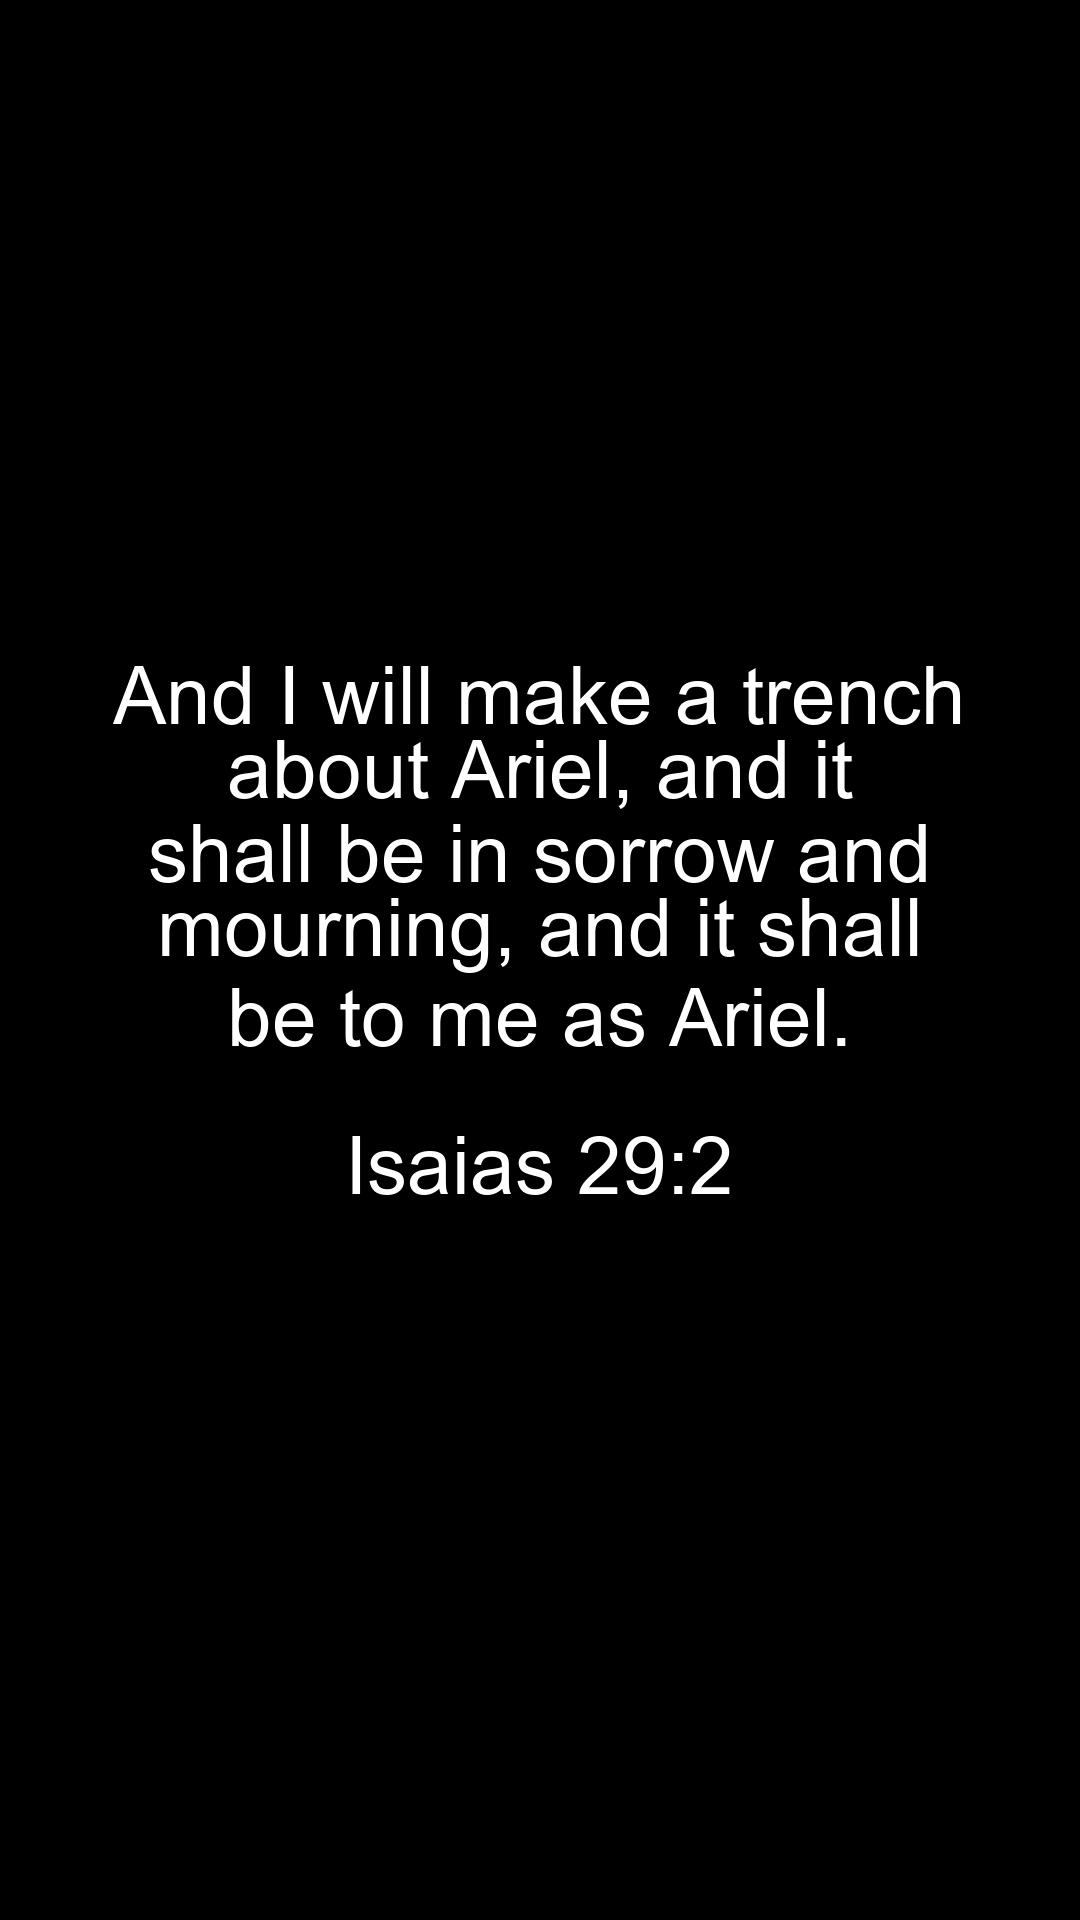 And I will make a trench
about Ariel, and it
shall be in sorrow and
mourning, and it shall
be to me as Ariel.
Isaias 29:2